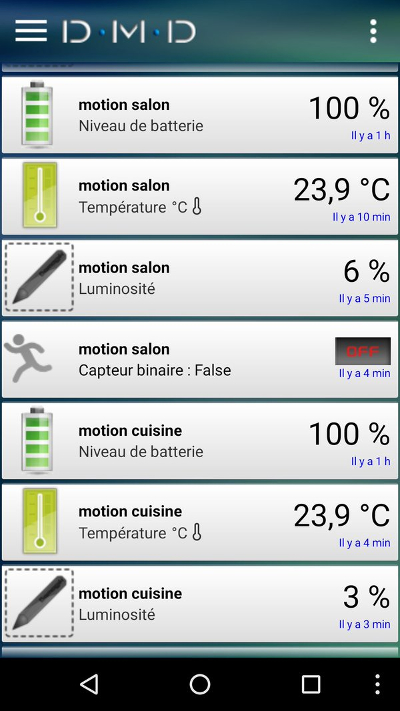 D·M·D
motion salon
100 %
Niveau de batterie
Il y a 1 h
motion salon
23,9 °C
Température °C
Il y a 10 min
motion salon
6 %
Luminosité
Il y a 5 min
motion salon
OFF
Capteur binaire : False
Il y a 4 min
motion cuisine
100 %
Niveau de batterie
Il y a 1 h
motion cuisine
23,9 °C
Température °C
Il y a 4 min
motion cuisine
3 %
Luminosité
Il y a 3 min